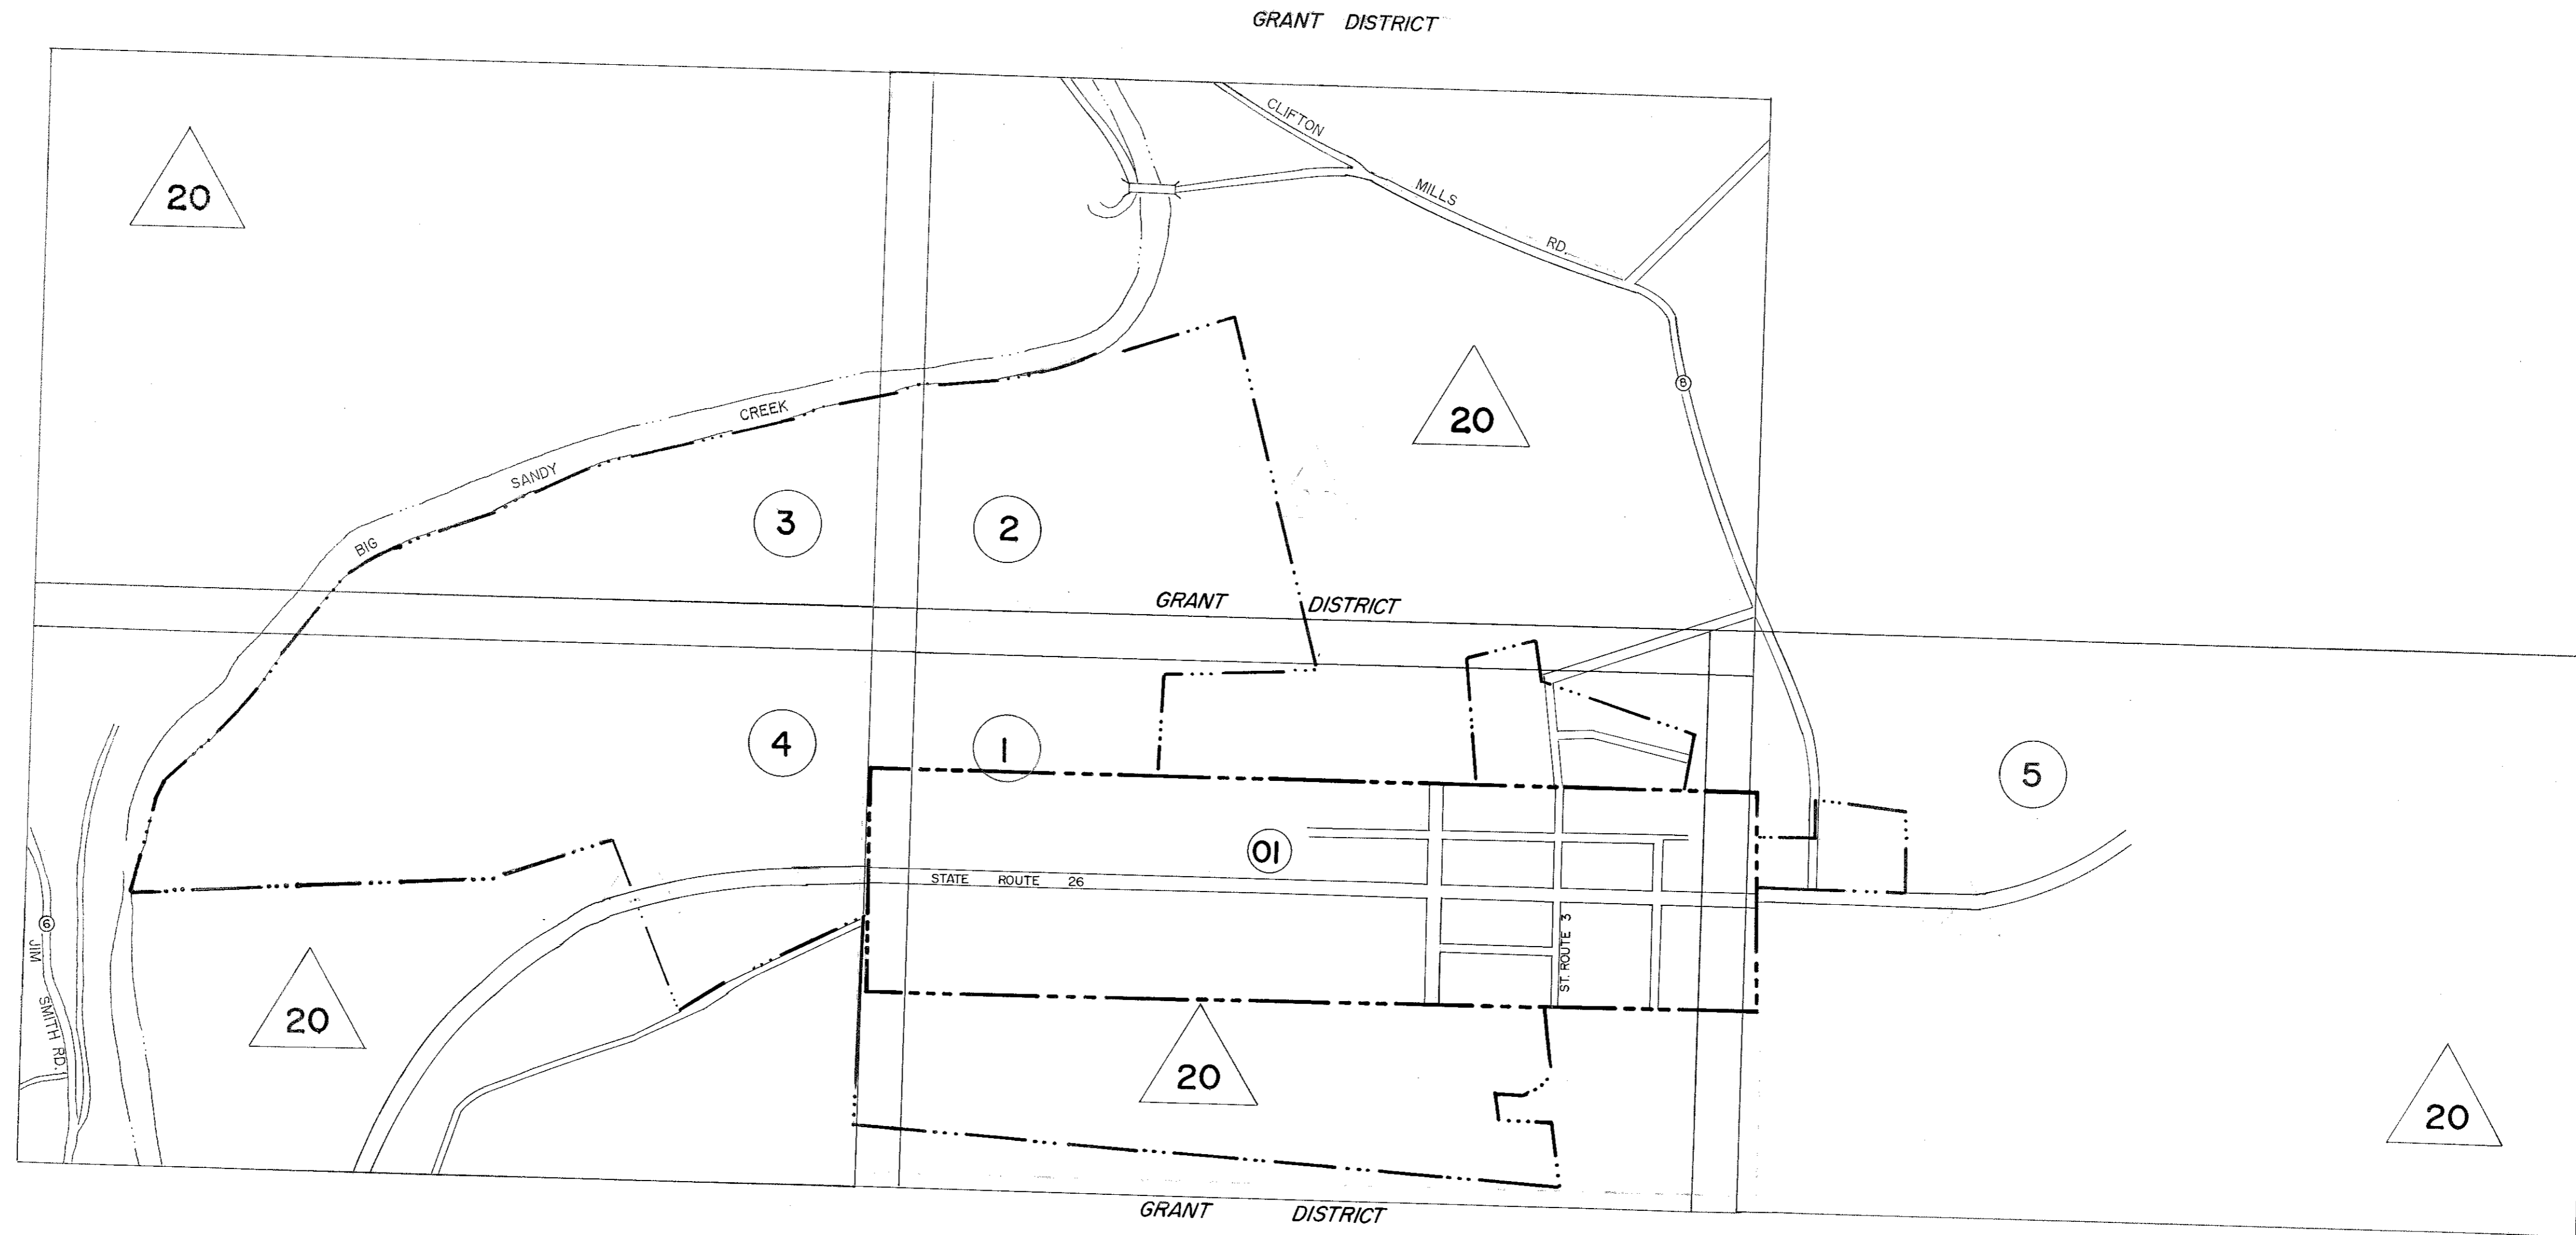 GRANT DISTRICT
CLIFTON MILLS RD.
20
8
20
BIG SANDY CREEK
3
2
GRANT DISTRICT
4
1
5
01
STATE ROUTE 26
ST. ROUTE 3
6
JIM SMITH RD.
20
20
20
GRANT DISTRICT